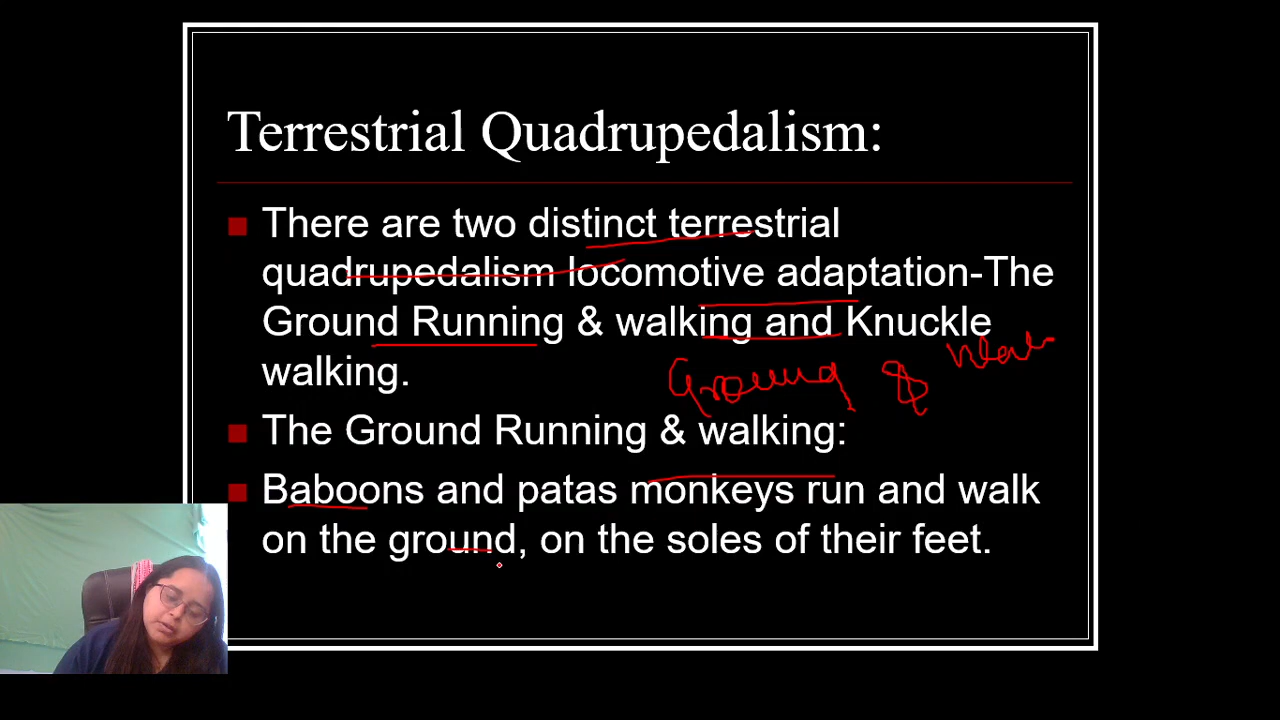 Terrestrial Quadrupedalism:
There are two distinct terrestrial
quadrupedalism locomotive adaptation-The
Ground Running & walking and Knuckle
walking.
Ground &
The Ground Running & walking:
Baboons and patas monkeys run and walk
on the ground, on the soles of their feet.